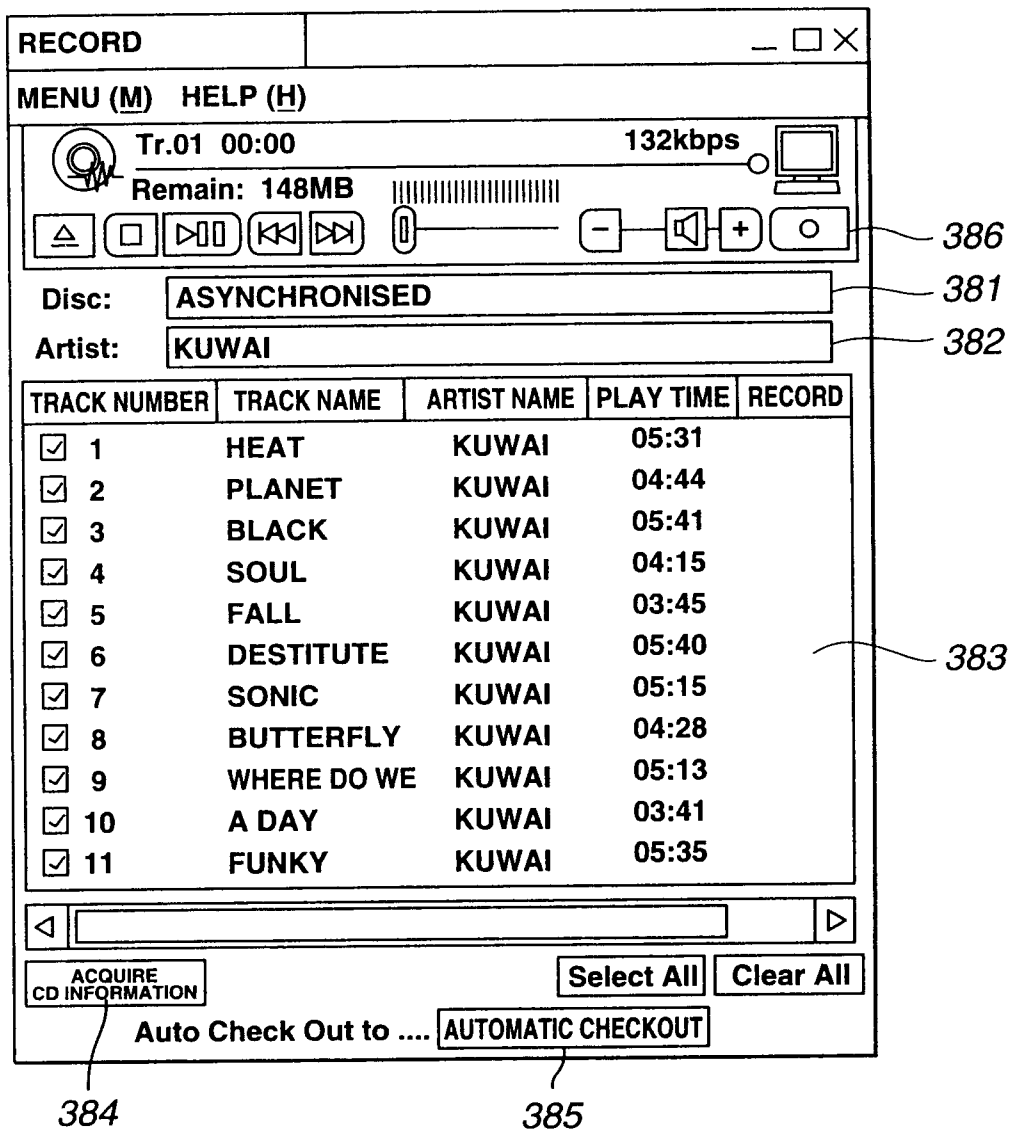 RECORD
MENU (M) HELP (H)
Tr.01 00:00 132kbps
Remain: 148MB
386
Disc: ASYNCHRONISED 381
Artist: KUWAI 382
TRACK NUMBER TRACK NAME ARTIST NAME PLAY TIME RECORD
1 HEAT KUWAI 05:31
2 PLANET KUWAI 04:44
3 BLACK KUWAI 05:41
4 SOUL KUWAI 04:15
5 FALL KUWAI 03:45
6 DESTITUTE KUWAI 05:40
383
7 SONIC KUWAI 05:15
8 BUTTERFLY KUWAI 04:28
9 WHERE DO WE KUWAI 05:13
10 A DAY KUWAI 03:41
11 FUNKY KUWAI 05:35
ACQUIRE
CD INFORMATION
Select All Clear All
Auto Check Out to .... AUTOMATIC CHECKOUT
384 385